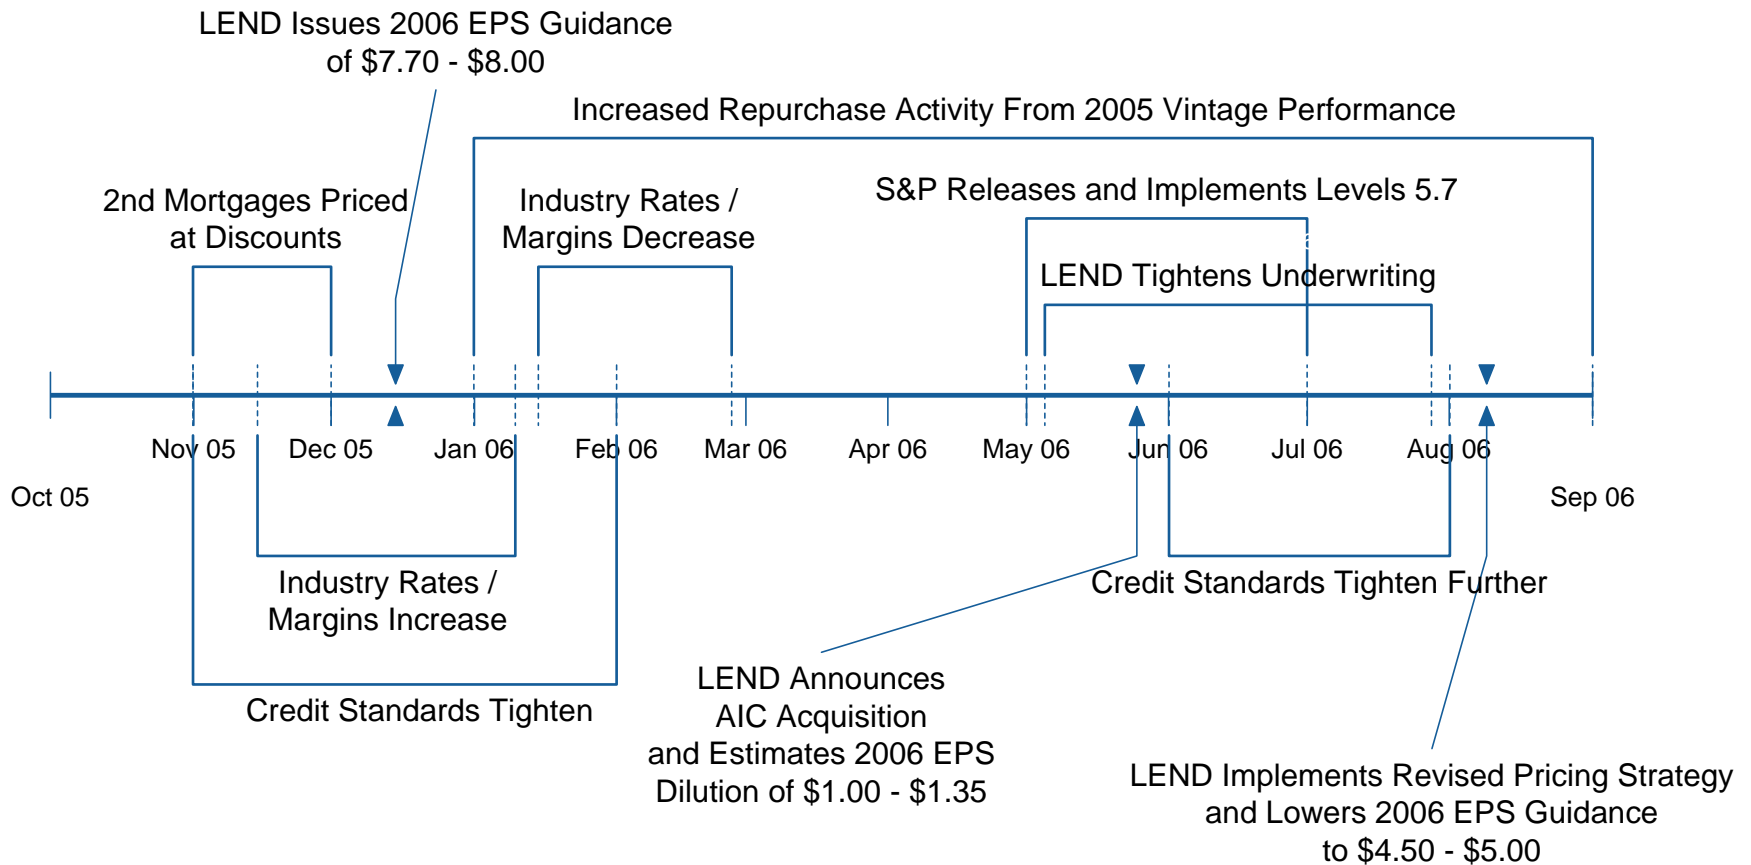 LEND Issues 2006 EPS Guidance
of $7.70 - $8.00
Increased Repurchase Activity From 2005 Vintage Performance
2nd Mortgages Priced
at Discounts
Industry Rates /
Margins Decrease
S&P Releases and Implements Levels 5.7
LEND Tightens Underwriting
Nov 05
Dec 05
Jan 06
Feb 06
Mar 06
Apr 06
May 06
Jun 06
Jul 06
Aug 06
Oct 05
Sep 06
Industry Rates /
Margins Increase
Credit Standards Tighten Further
Credit Standards Tighten
LEND Announces
AIC Acquisition
and Estimates 2006 EPS
Dilution of $1.00 - $1.35
LEND Implements Revised Pricing Strategy
and Lowers 2006 EPS Guidance
to $4.50 - $5.00